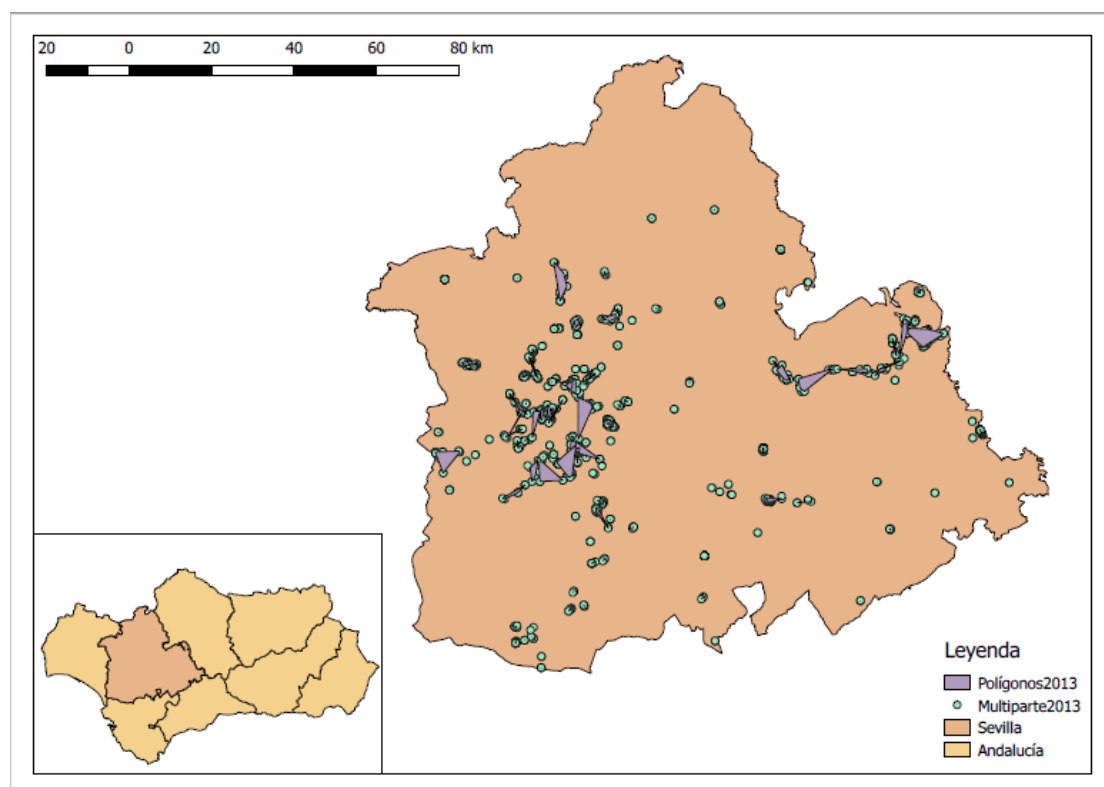 20 0 20 40 60 80 km
Leyenda
Polígonos2013
Multiparte2013
Sevilla
Andalucía